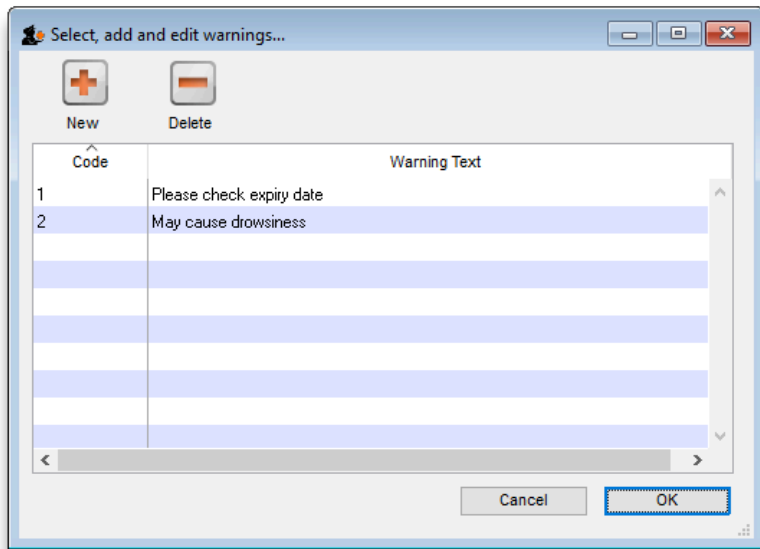 Select, add and edit warnings...
New Delete
Code Warning Text
1 Please check expiry date
2 May cause drowsiness
Cancel OK